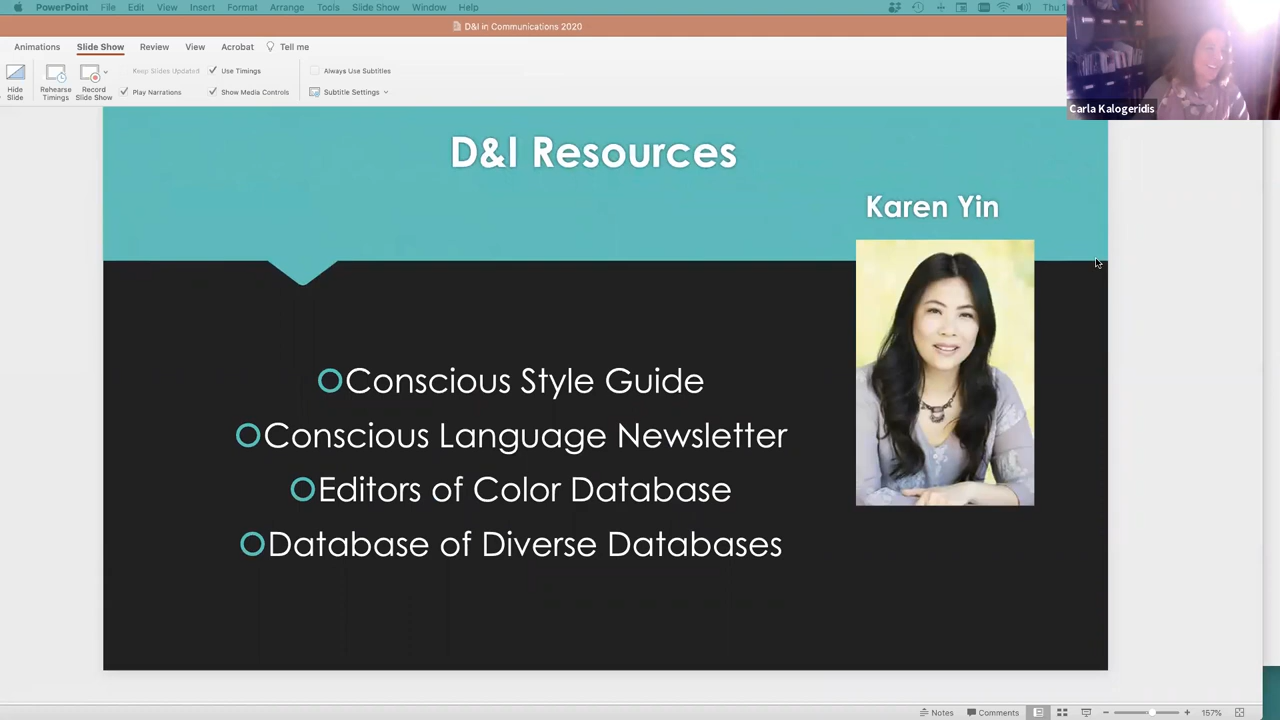 PowerPoint File Edit View Insert Format Arrange Tools Slide Show Window Help Thu 1
D&I in Communications 2020
Animations Slide Show Review View Acrobat Tell me
Keep Slides Updated Use Timings Always Use Subtitles
Hide Slide Rehearse Timings Record Slide Show Play Narrations Show Media Controls Subtitle Settings
Carla Kalogeridis
D&I Resources
Karen Yin
Conscious Style Guide
Conscious Language Newsletter
Editors of Color Database
Database of Diverse Databases
Notes Comments 157%